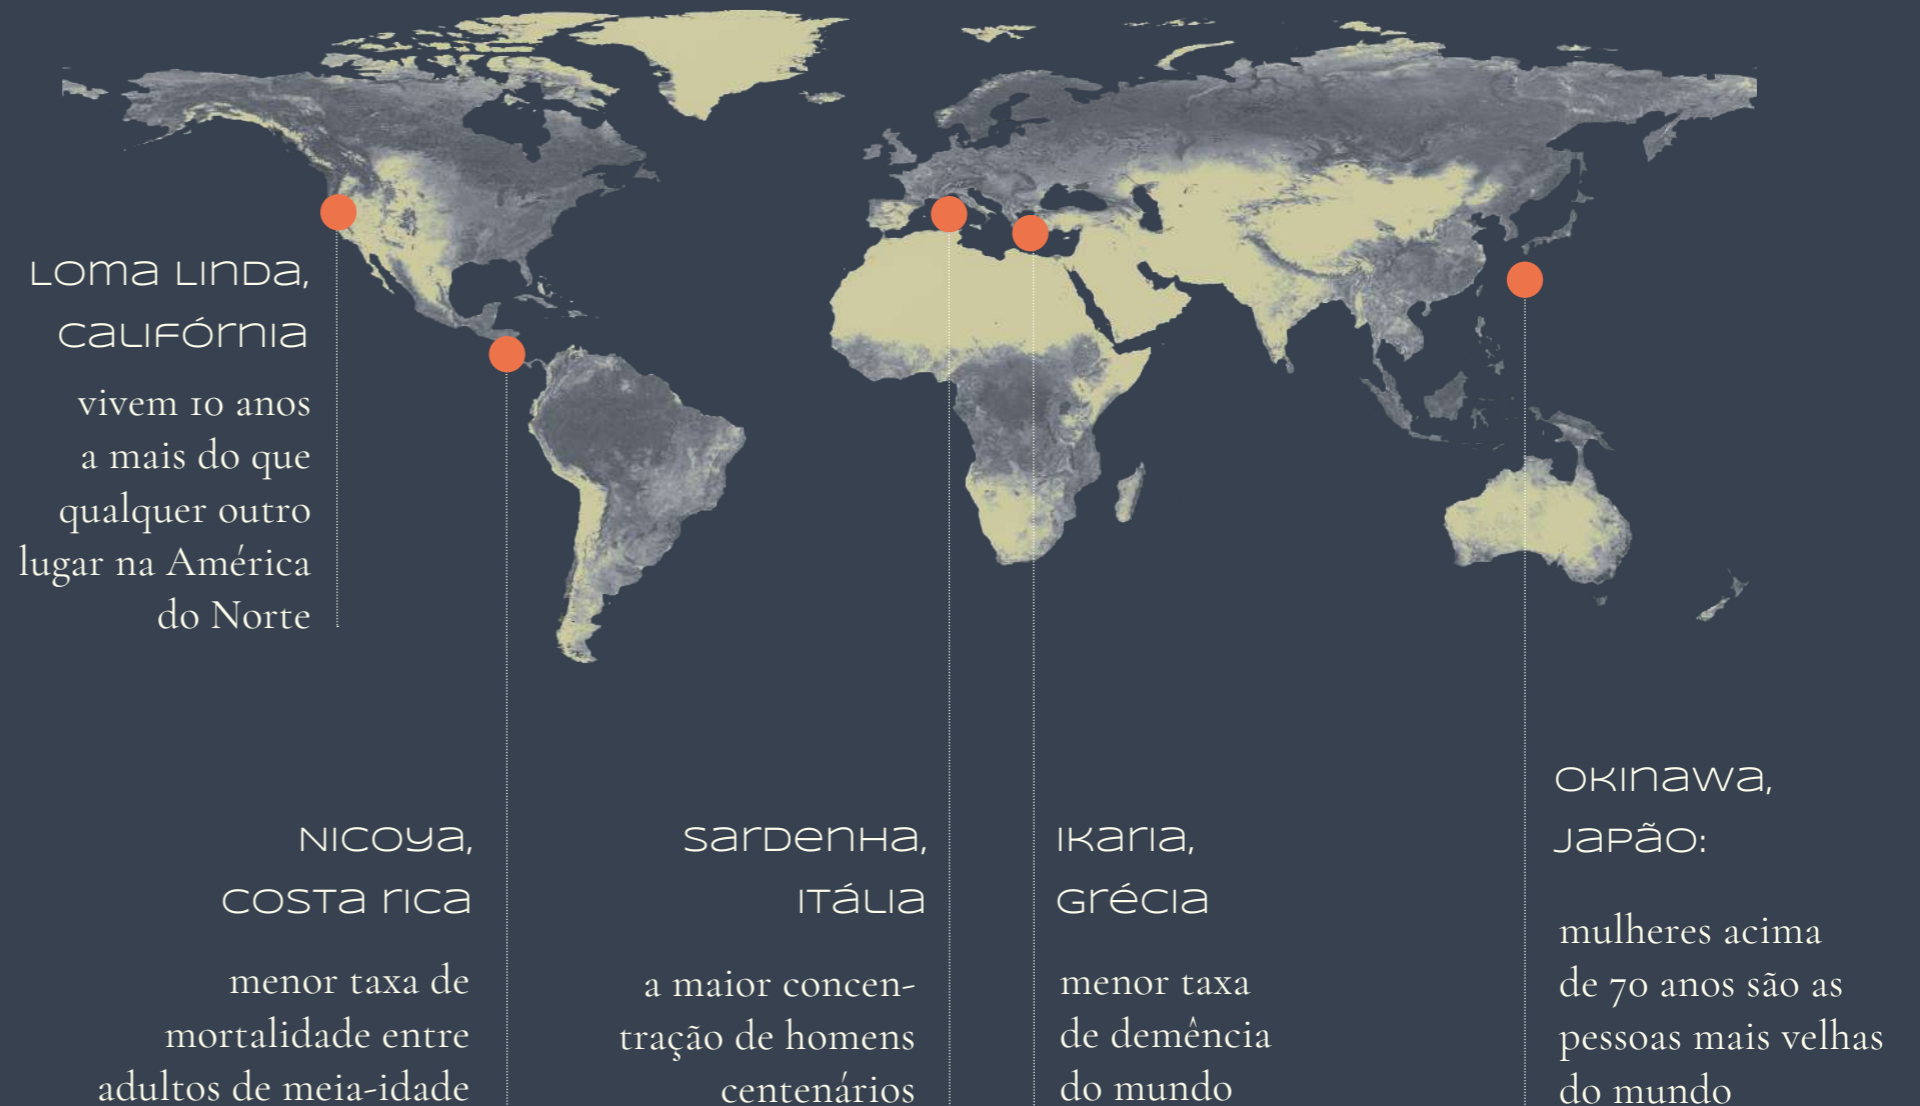 Loma Linda,
Califórnia
vivem 10 anos
a mais do que
qualquer outro
lugar na América
do Norte
Nicoya,
Costa Rica
menor taxa de
mortalidade entre
adultos de meia-idade
Sardenha,
Itália
a maior concen-
tração de homens
centenários
Ikaria,
Grécia
menor taxa
de demência
do mundo
Okinawa,
Japão:
mulheres acima
de 70 anos são as
pessoas mais velhas
do mundo